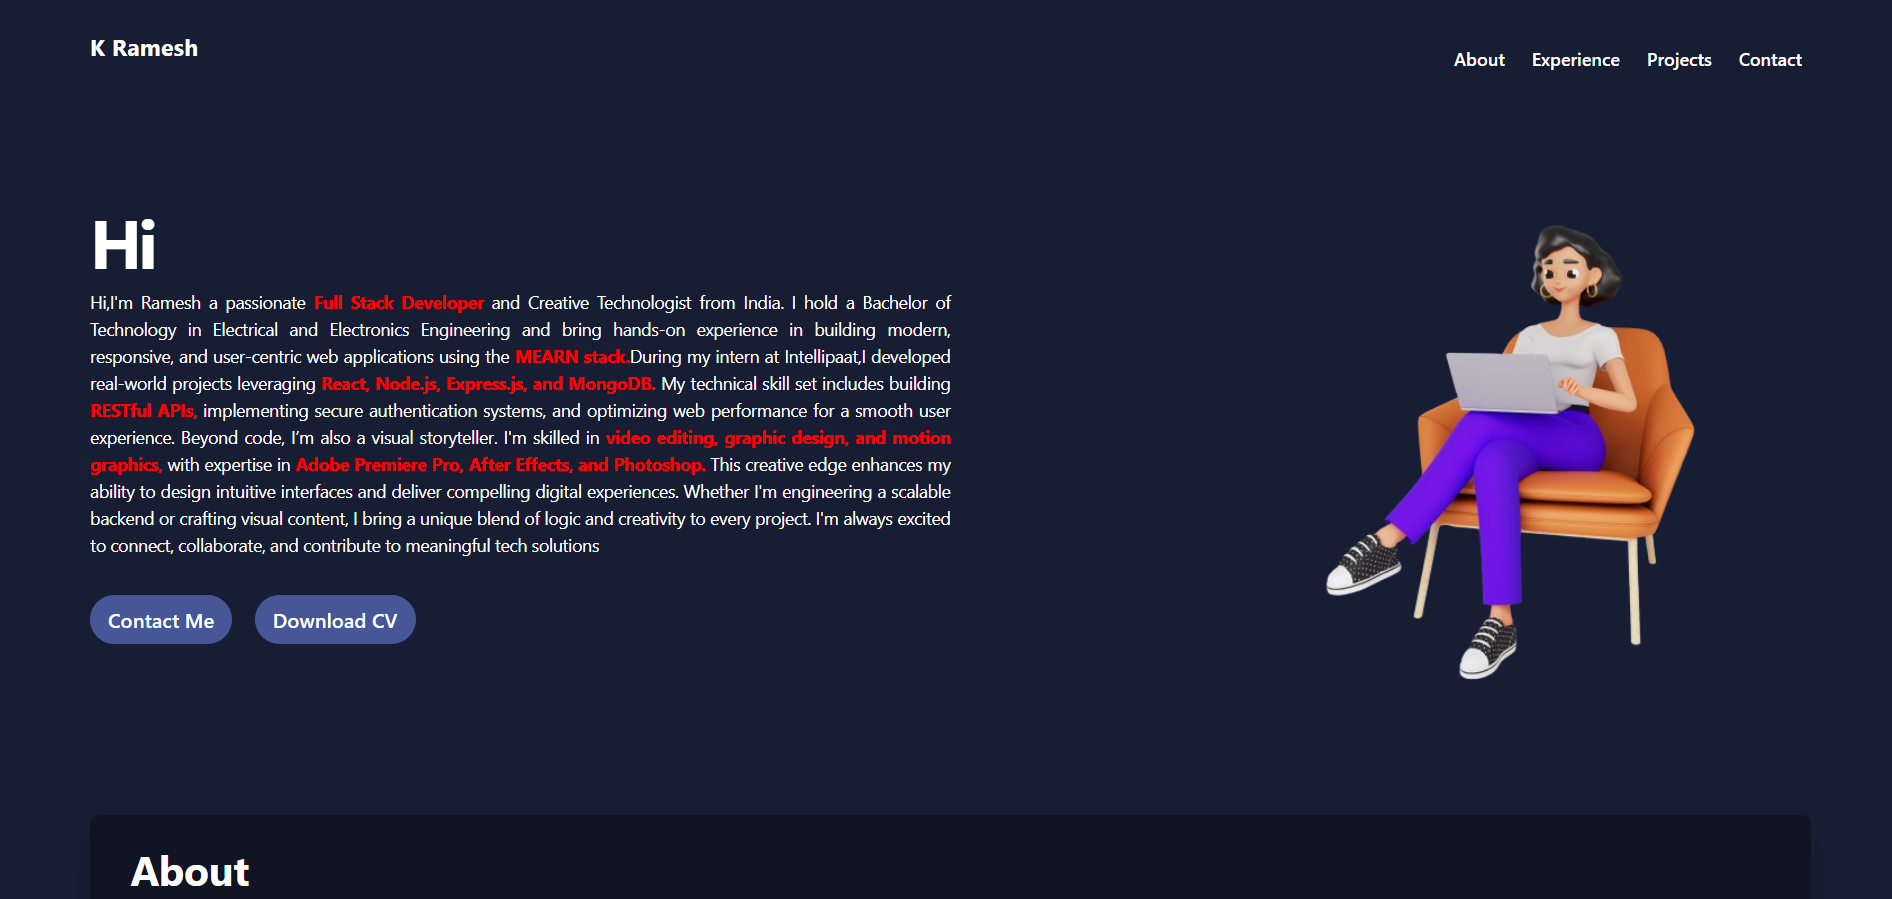 K Ramesh
About Experience Projects Contact
Hi
Hi,I'm Ramesh a passionate Full Stack Developer and Creative Technologist from India. I hold a Bachelor of
Technology in Electrical and Electronics Engineering and bring hands-on experience in building modern,
responsive, and user-centric web applications using the MEARN stack.During my intern at Intellipaat,I developed
real-world projects leveraging React, Node.js, Express.js, and MongoDB. My technical skill set includes building
RESTful APIs, implementing secure authentication systems, and optimizing web performance for a smooth user
experience. Beyond code, I’m also a visual storyteller. I'm skilled in video editing, graphic design, and motion
graphics, with expertise in Adobe Premiere Pro, After Effects, and Photoshop. This creative edge enhances my
ability to design intuitive interfaces and deliver compelling digital experiences. Whether I'm engineering a scalable
backend or crafting visual content, I bring a unique blend of logic and creativity to every project. I'm always excited
to connect, collaborate, and contribute to meaningful tech solutions
Contact Me Download CV
About